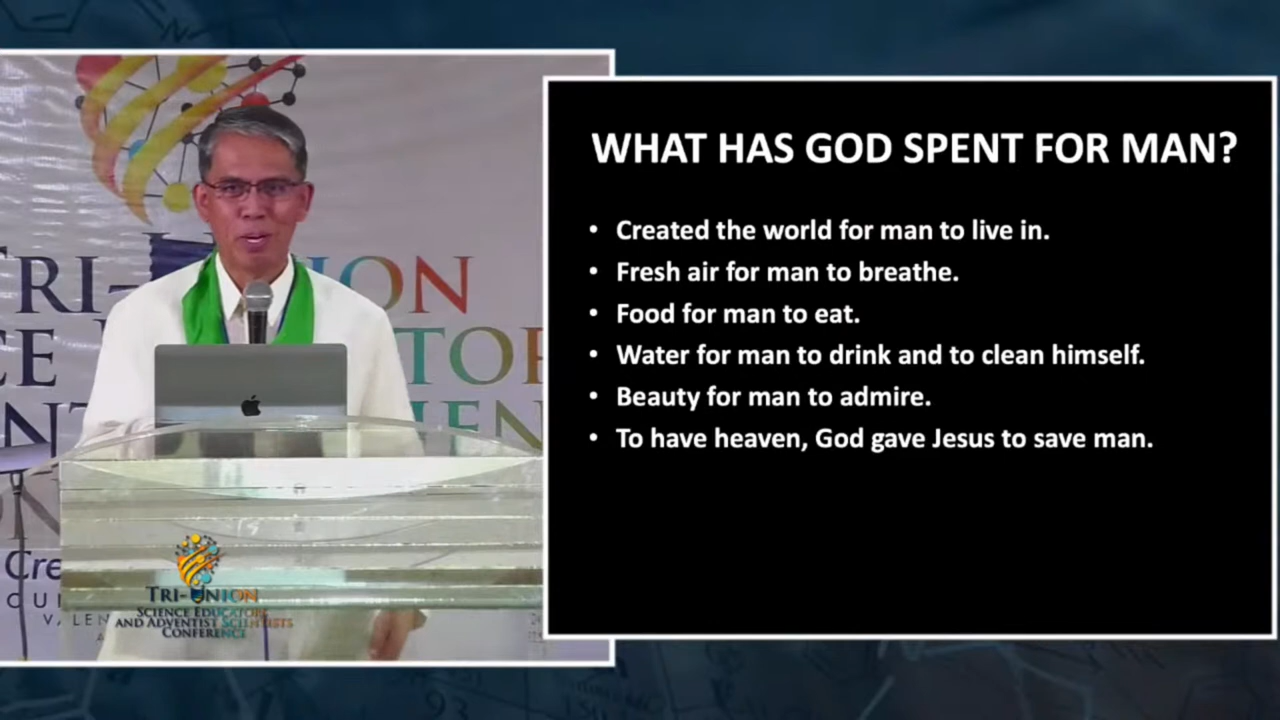 WHAT HAS GOD SPENT FOR MAN?
• Created the world for man to live in.
• Fresh air for man to breathe.
• Food for man to eat.
• Water for man to drink and to clean himself.
• Beauty for man to admire.
• To have heaven, God gave Jesus to save man.
TRI-UNION
SCIENCE EDUCATORS
AND ADVENTIST SCIENTISTS
CONFERENCE
93